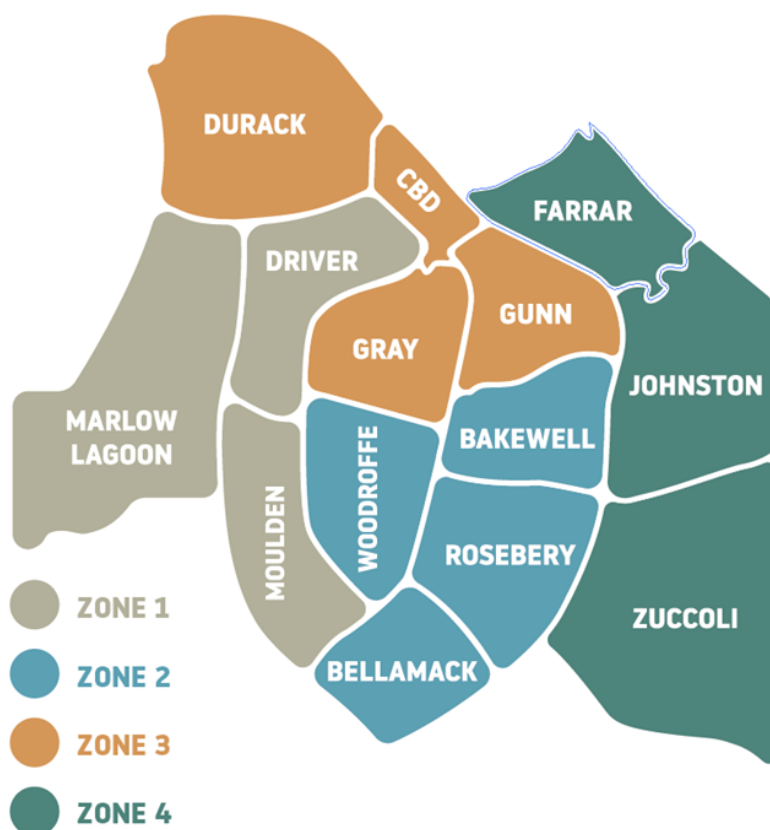 DURACK
CBD
FARRAR
DRIVER
GUNN
GRAY
JOHNSTON
MARLOW
LAGOON
BAKEWELL
WOODROFFE
MOULDEN
ROSEBERY
ZUCCOLI
BELLAMACK
ZONE 1
ZONE 2
ZONE 3
ZONE 4